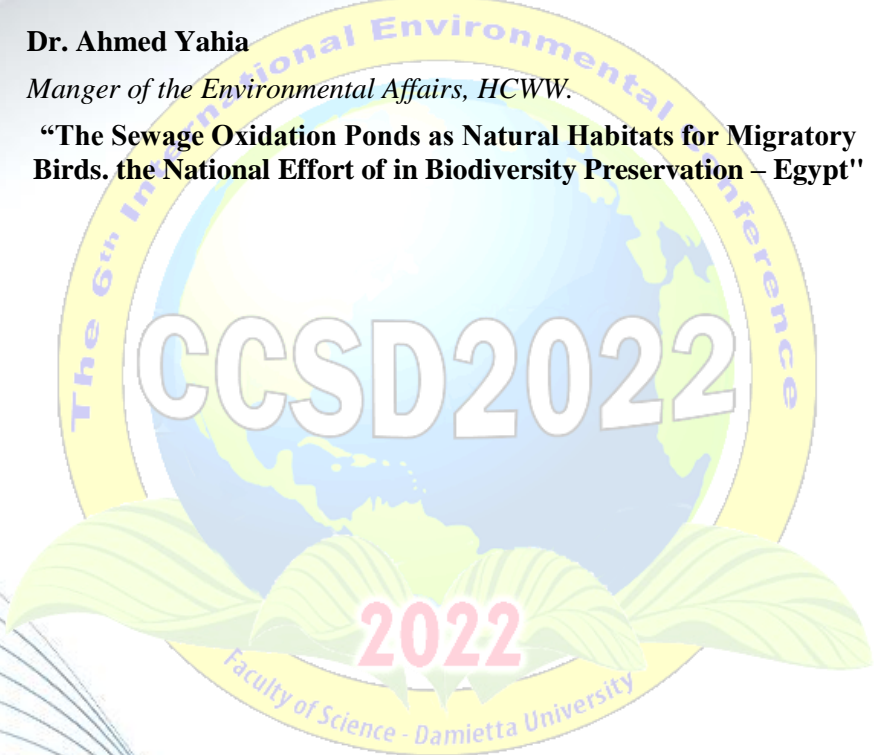 Dr. Ahmed Yahia
Manger of the Environmental Affairs, HCWW.
“The Sewage Oxidation Ponds as Natural Habitats for Migratory
Birds. the National Effort of in Biodiversity Preservation – Egypt"
The 6th International Environmental Conference
CCSD2022
2022
Faculty of Science - Damietta University